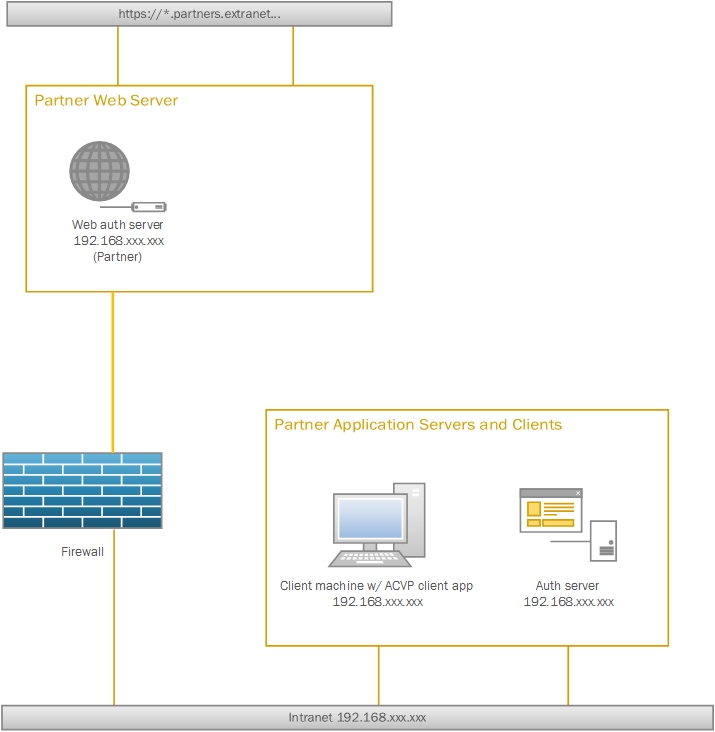 https://*.partners.extranet...
Partner Web Server
Web auth server
192.168.xxx.xxx
(Partner)
Partner Application Servers and Clients
Firewall
Client machine w/ ACVP client app
192.168.xxx.xxx
Auth server
192.168.xxx.xxx
Intranet 192.168.xxx.xxx